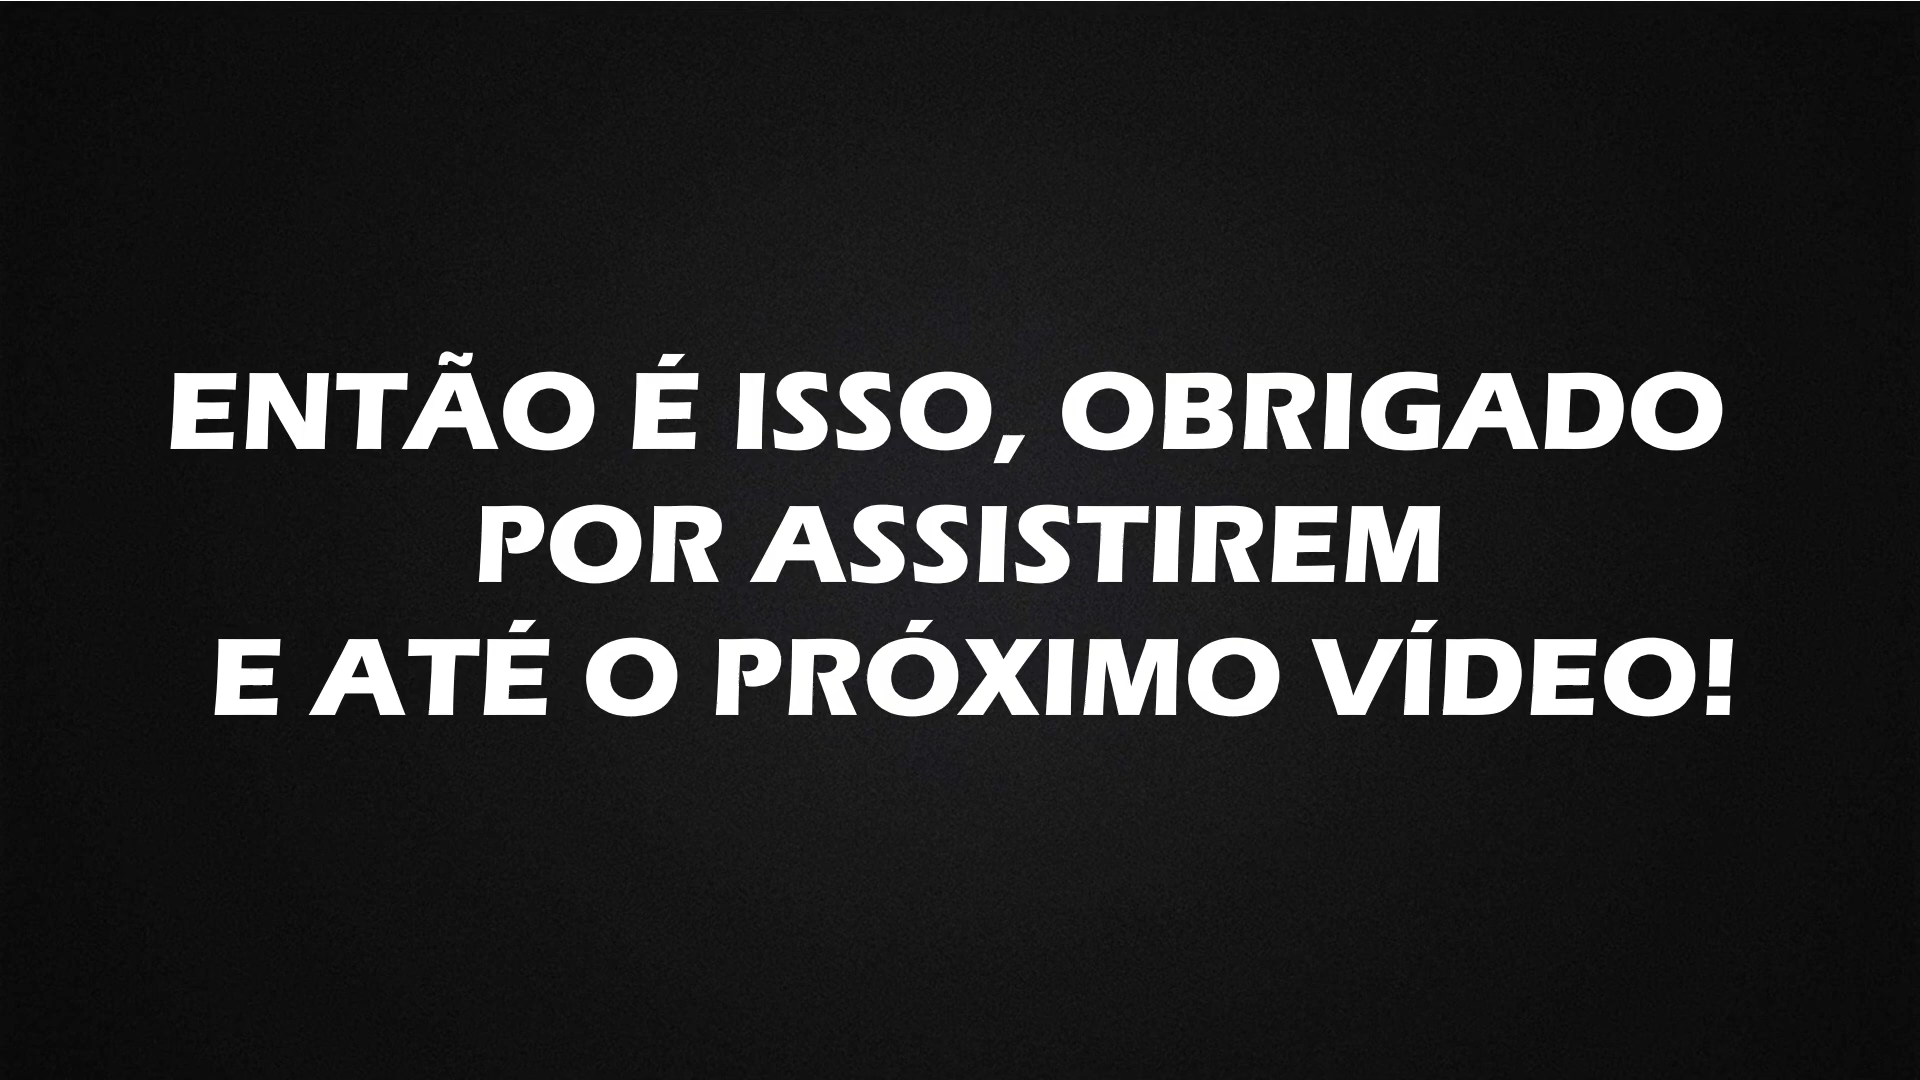 ENTÃO É ISSO, OBRIGADO
POR ASSISTIREM
E ATÉ O PRÓXIMO VÍDEO!